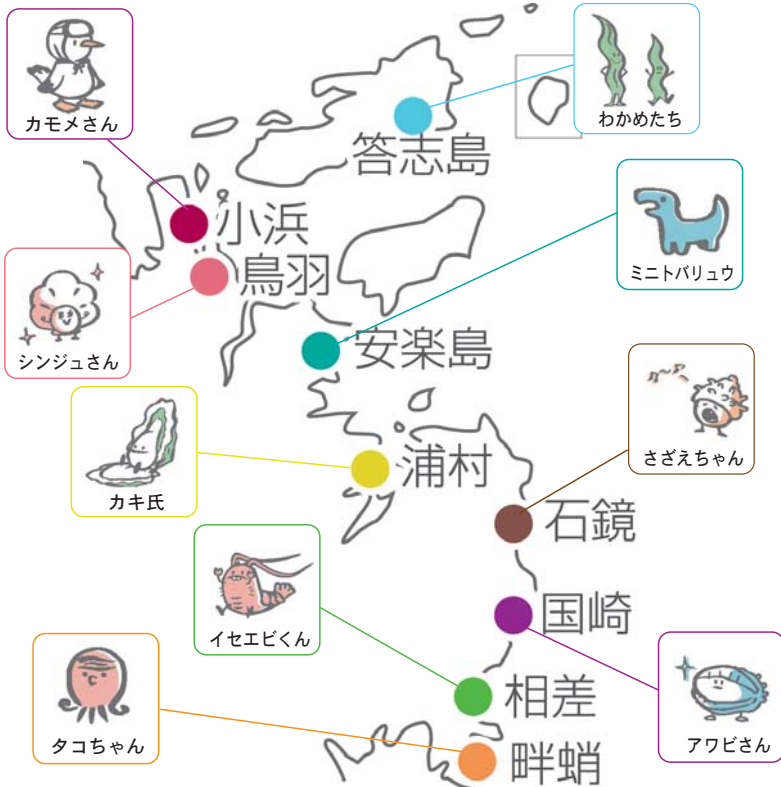 カモメさん
わかめたち
答志島
小浜
ミニトバリュウ
鳥羽
シンジュさん
安楽島
さざえちゃん
カキ氏
浦村
石鏡
イセエビくん
国崎
相差
アワビさん
タコちゃん
畔蛸